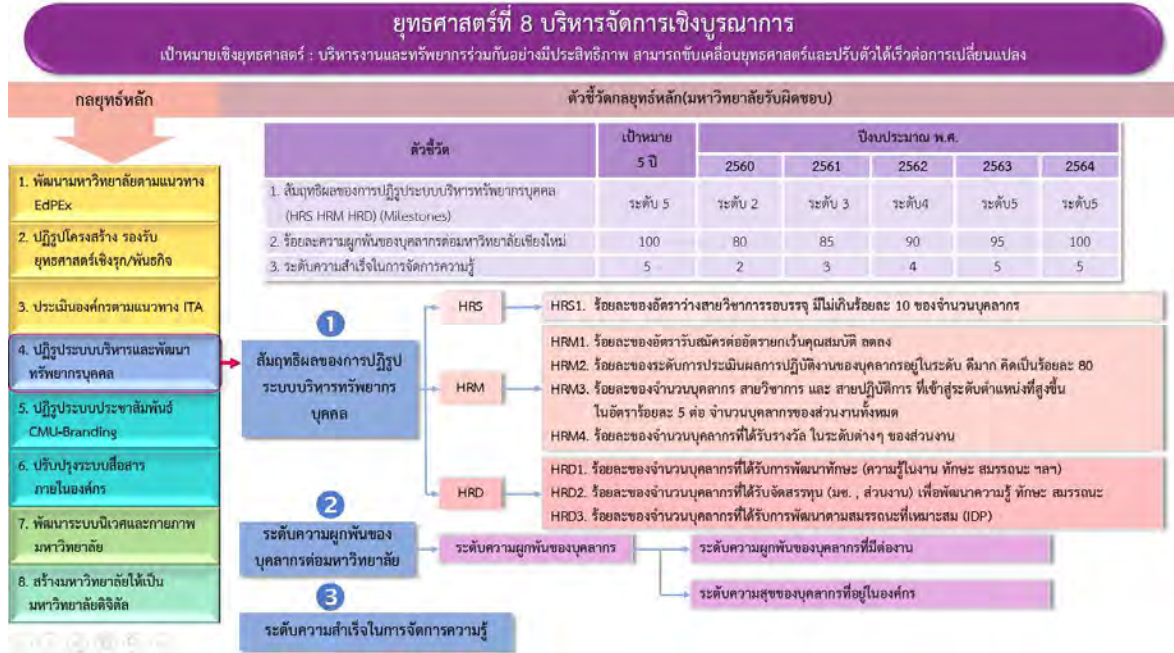 ยุทธศาสตร์ที่ 8 บริหารจัดการเชิงบูรณาการ
เป้าหมายเชิงยุทธศาสตร์ : บริหารงานและทรัพยากรร่วมกันอย่างมีประสิทธิภาพ สามารถขับเคลื่อนยุทธศาสตร์และปรับตัวได้เร็วต่อการเปลี่ยนแปลง
กลยุทธ์หลัก
ตัวชี้วัดกลยุทธ์หลัก(มหาวิทยาลัยรับผิดชอบ)
ตัวชี้วัด เป้าหมาย 5 ปี ปีงบประมาณ พ.ศ.
2560 2561 2562 2563 2564
1. สัมฤทธิผลของการปฏิรูประบบบริหารทรัพยากรบุคคล
(HRS HRM HRD) (Milestones) ระดับ 5 ระดับ 2 ระดับ 3 ระดับ4 ระดับ5 ระดับ5
2. ร้อยละความผูกพันของบุคลากรต่อมหาวิทยาลัยเชียงใหม่ 100 80 85 90 95 100
3. ระดับความสำเร็จในการจัดการความรู้ 5 2 3 4 5 5
1. พัฒนามหาวิทยาลัยตามแนวทาง
EdPEx
2. ปฏิรูปโครงสร้าง รองรับ
ยุทธศาสตร์เชิงรุก/พันธกิจ
3. ประเมินองค์กรตามแนวทาง ITA
4. ปฏิรูประบบบริหารและพัฒนา
ทรัพยากรบุคคล
5. ปฏิรูประบบประชาสัมพันธ์
CMU-Branding
6. ปรับปรุงระบบสื่อสาร
ภายในองค์กร
7. พัฒนาระบบนิเวศและกายภาพ
มหาวิทยาลัย
8. สร้างมหาวิทยาลัยให้เป็น
มหาวิทยาลัยดิจิตัล
1
สัมฤทธิผลของการปฏิรูป
ระบบบริหารทรัพยากร
บุคคล
HRS
HRS1. ร้อยละของอัตราว่างสายวิชาการรอบรรจุ มีไม่เกินร้อยละ 10 ของจำนวนบุคลากร
HRM
HRM1. ร้อยละของอัตรารับสมัครต่ออัตรายกเว้นคุณสมบัติ ลดลง
HRM2. ร้อยละของระดับการประเมินผลการปฏิบัติงานของบุคลากรอยู่ในระดับ ดีมาก คิดเป็นร้อยละ 80
HRM3. ร้อยละของจำนวนบุคลากร สายวิชาการ และ สายปฏิบัติการ ที่เข้าสู่ระดับตำแหน่งที่สูงขึ้น
ในอัตราร้อยละ 5 ต่อ จำนวนบุคลากรของส่วนงานทั้งหมด
HRM4. ร้อยละของจำนวนบุคลากรที่ได้รับรางวัล ในระดับต่างๆ ของส่วนงาน
HRD
HRD1. ร้อยละของจำนวนบุคลากรที่ได้รับการพัฒนาทักษะ (ความรู้ในงาน ทักษะ สมรรถนะ ฯลฯ)
HRD2. ร้อยละของจำนวนบุคลากรที่ได้รับจัดสรรทุน (มช. , ส่วนงาน) เพื่อพัฒนาความรู้ ทักษะ สมรรถนะ
HRD3. ร้อยละของจำนวนบุคลากรที่ได้รับการพัฒนาตามสมรรถนะที่เหมาะสม (IDP)
2
ระดับความผูกพันของ
บุคลากรต่อมหาวิทยาลัย
ระดับความผูกพันของบุคลากร
ระดับความผูกพันของบุคลากรที่มีต่องาน
ระดับความสุขของบุคลากรที่อยู่ในองค์กร
3
ระดับความสำเร็จในการจัดการความรู้